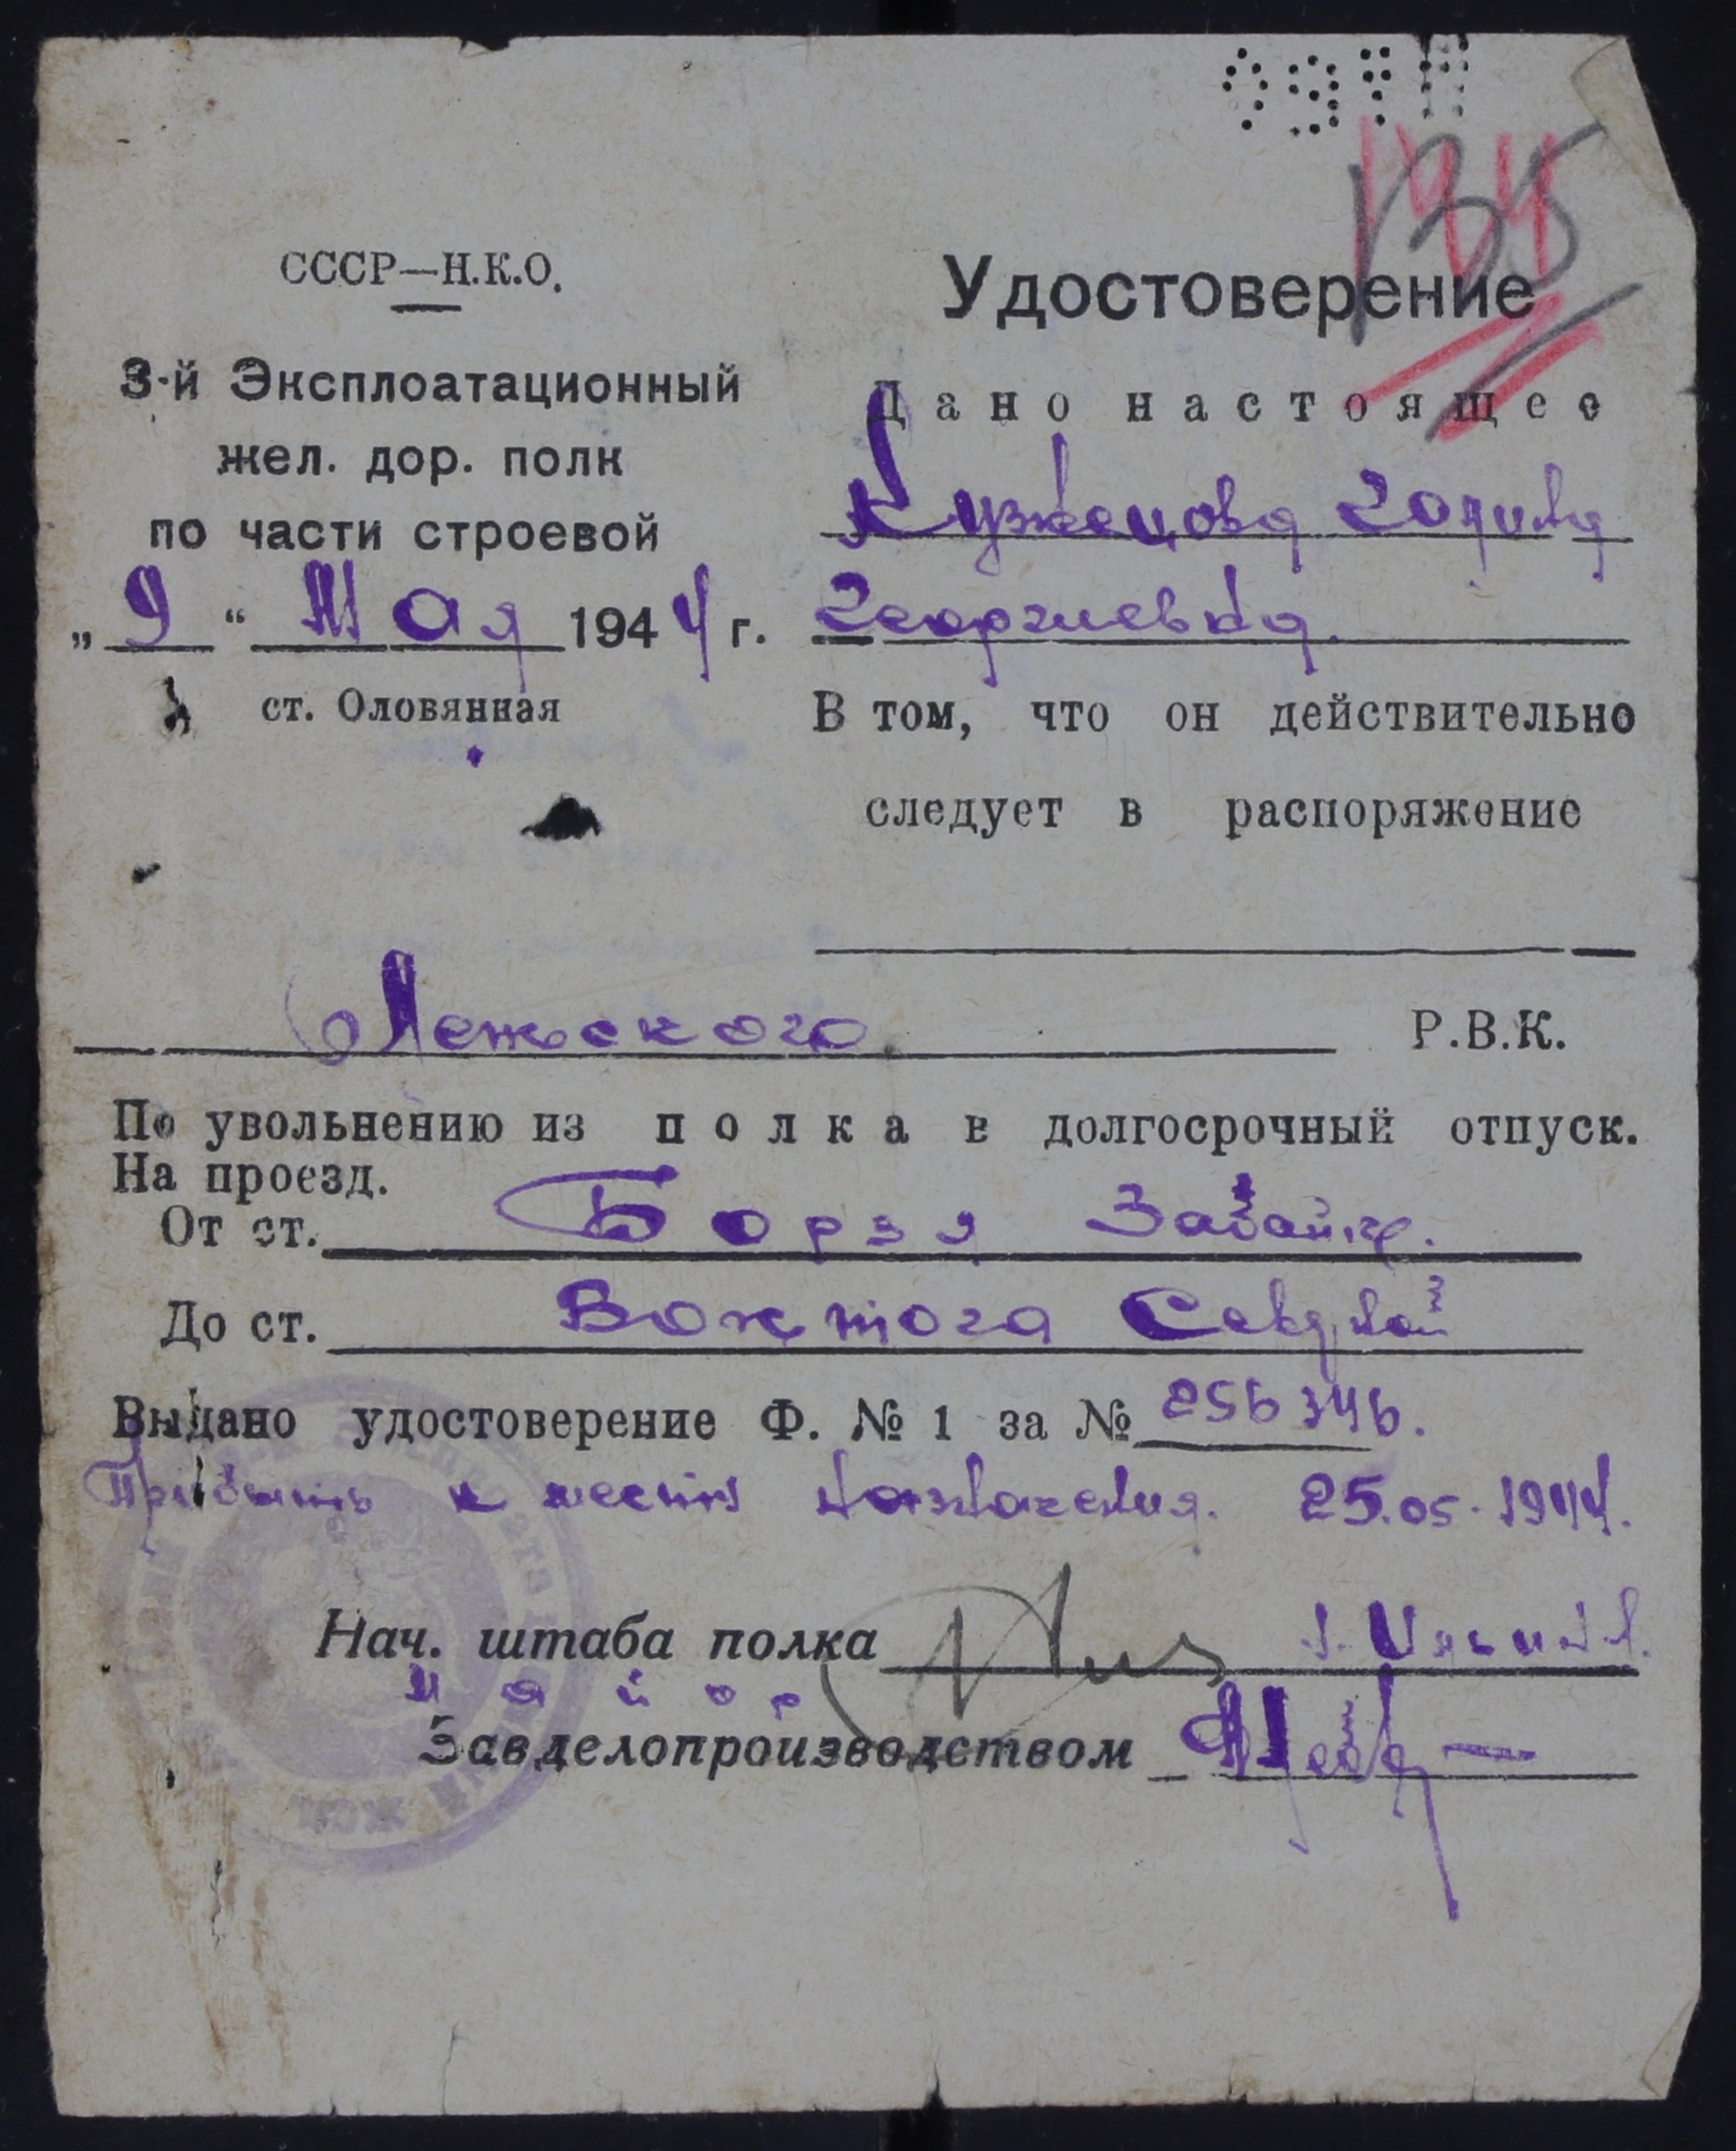 135
СССР—Н.К.О.
3-й Эксплоатационный
жел. дор. полк
по части строевой
„9“ Мая 1944 г.
ст. Оловянная
Удостоверение
Дано настоящее
Кузнецова
Георгиевна.
В том, что он действительно
следует в распоряжение
Лежского Р.В.К.
По увольнению из полка в долгосрочный отпуск.
На проезд.
От ст. Борзя Забайк.
До ст. Вохтога Северной
Выдано удостоверение Ф. № 1 за № 256346.
Прибыть к месту назначения. 25.05.1944.
Нач. штаба полка
Майор
Завделопроизводством